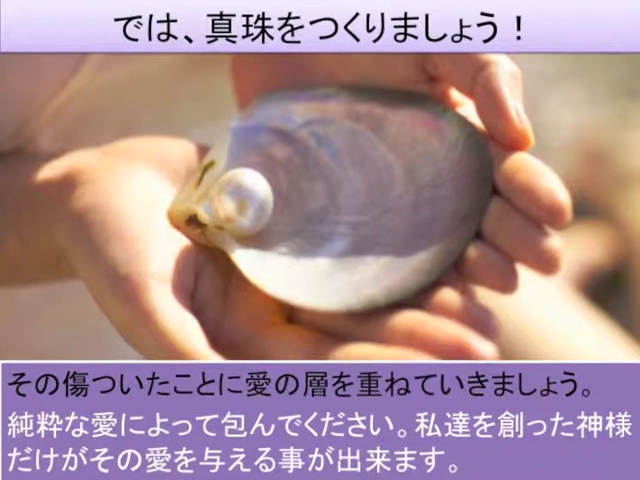 では、真珠をつくりましょう！
その傷ついたことに愛の層を重ねていきましょう。
純粋な愛によって包んでください。私達を創った神様
だけがその愛を与える事が出来ます。